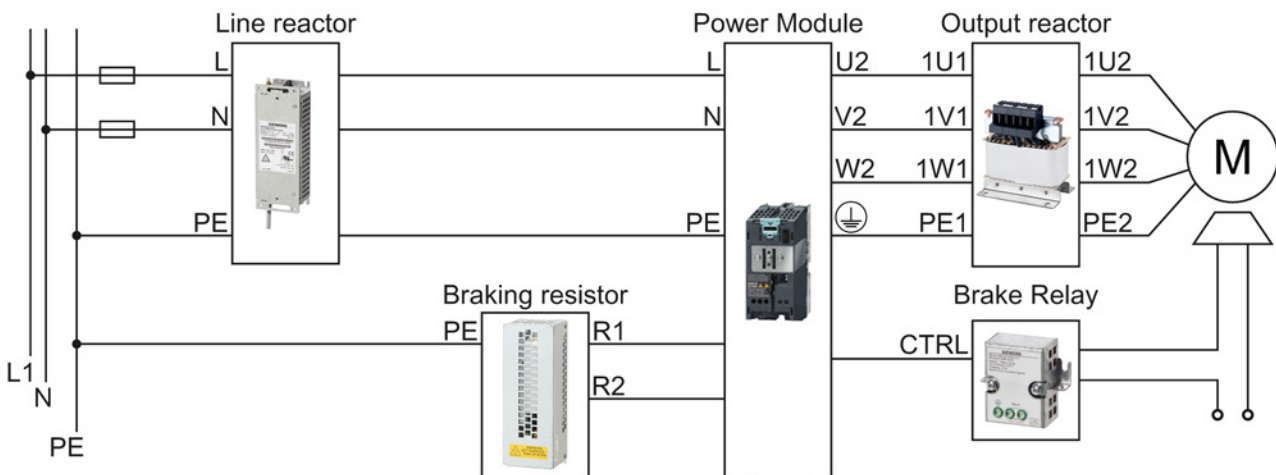 Line reactor
Power Module
Output reactor
L
L
U2
1U1
1U2
N
N
V2
1V1
1V2
M
W2
1W1
1W2
PE
PE
PE1
PE2
Braking resistor
Brake Relay
PE
R1
CTRL
R2
L1
N
PE
SIEMENS